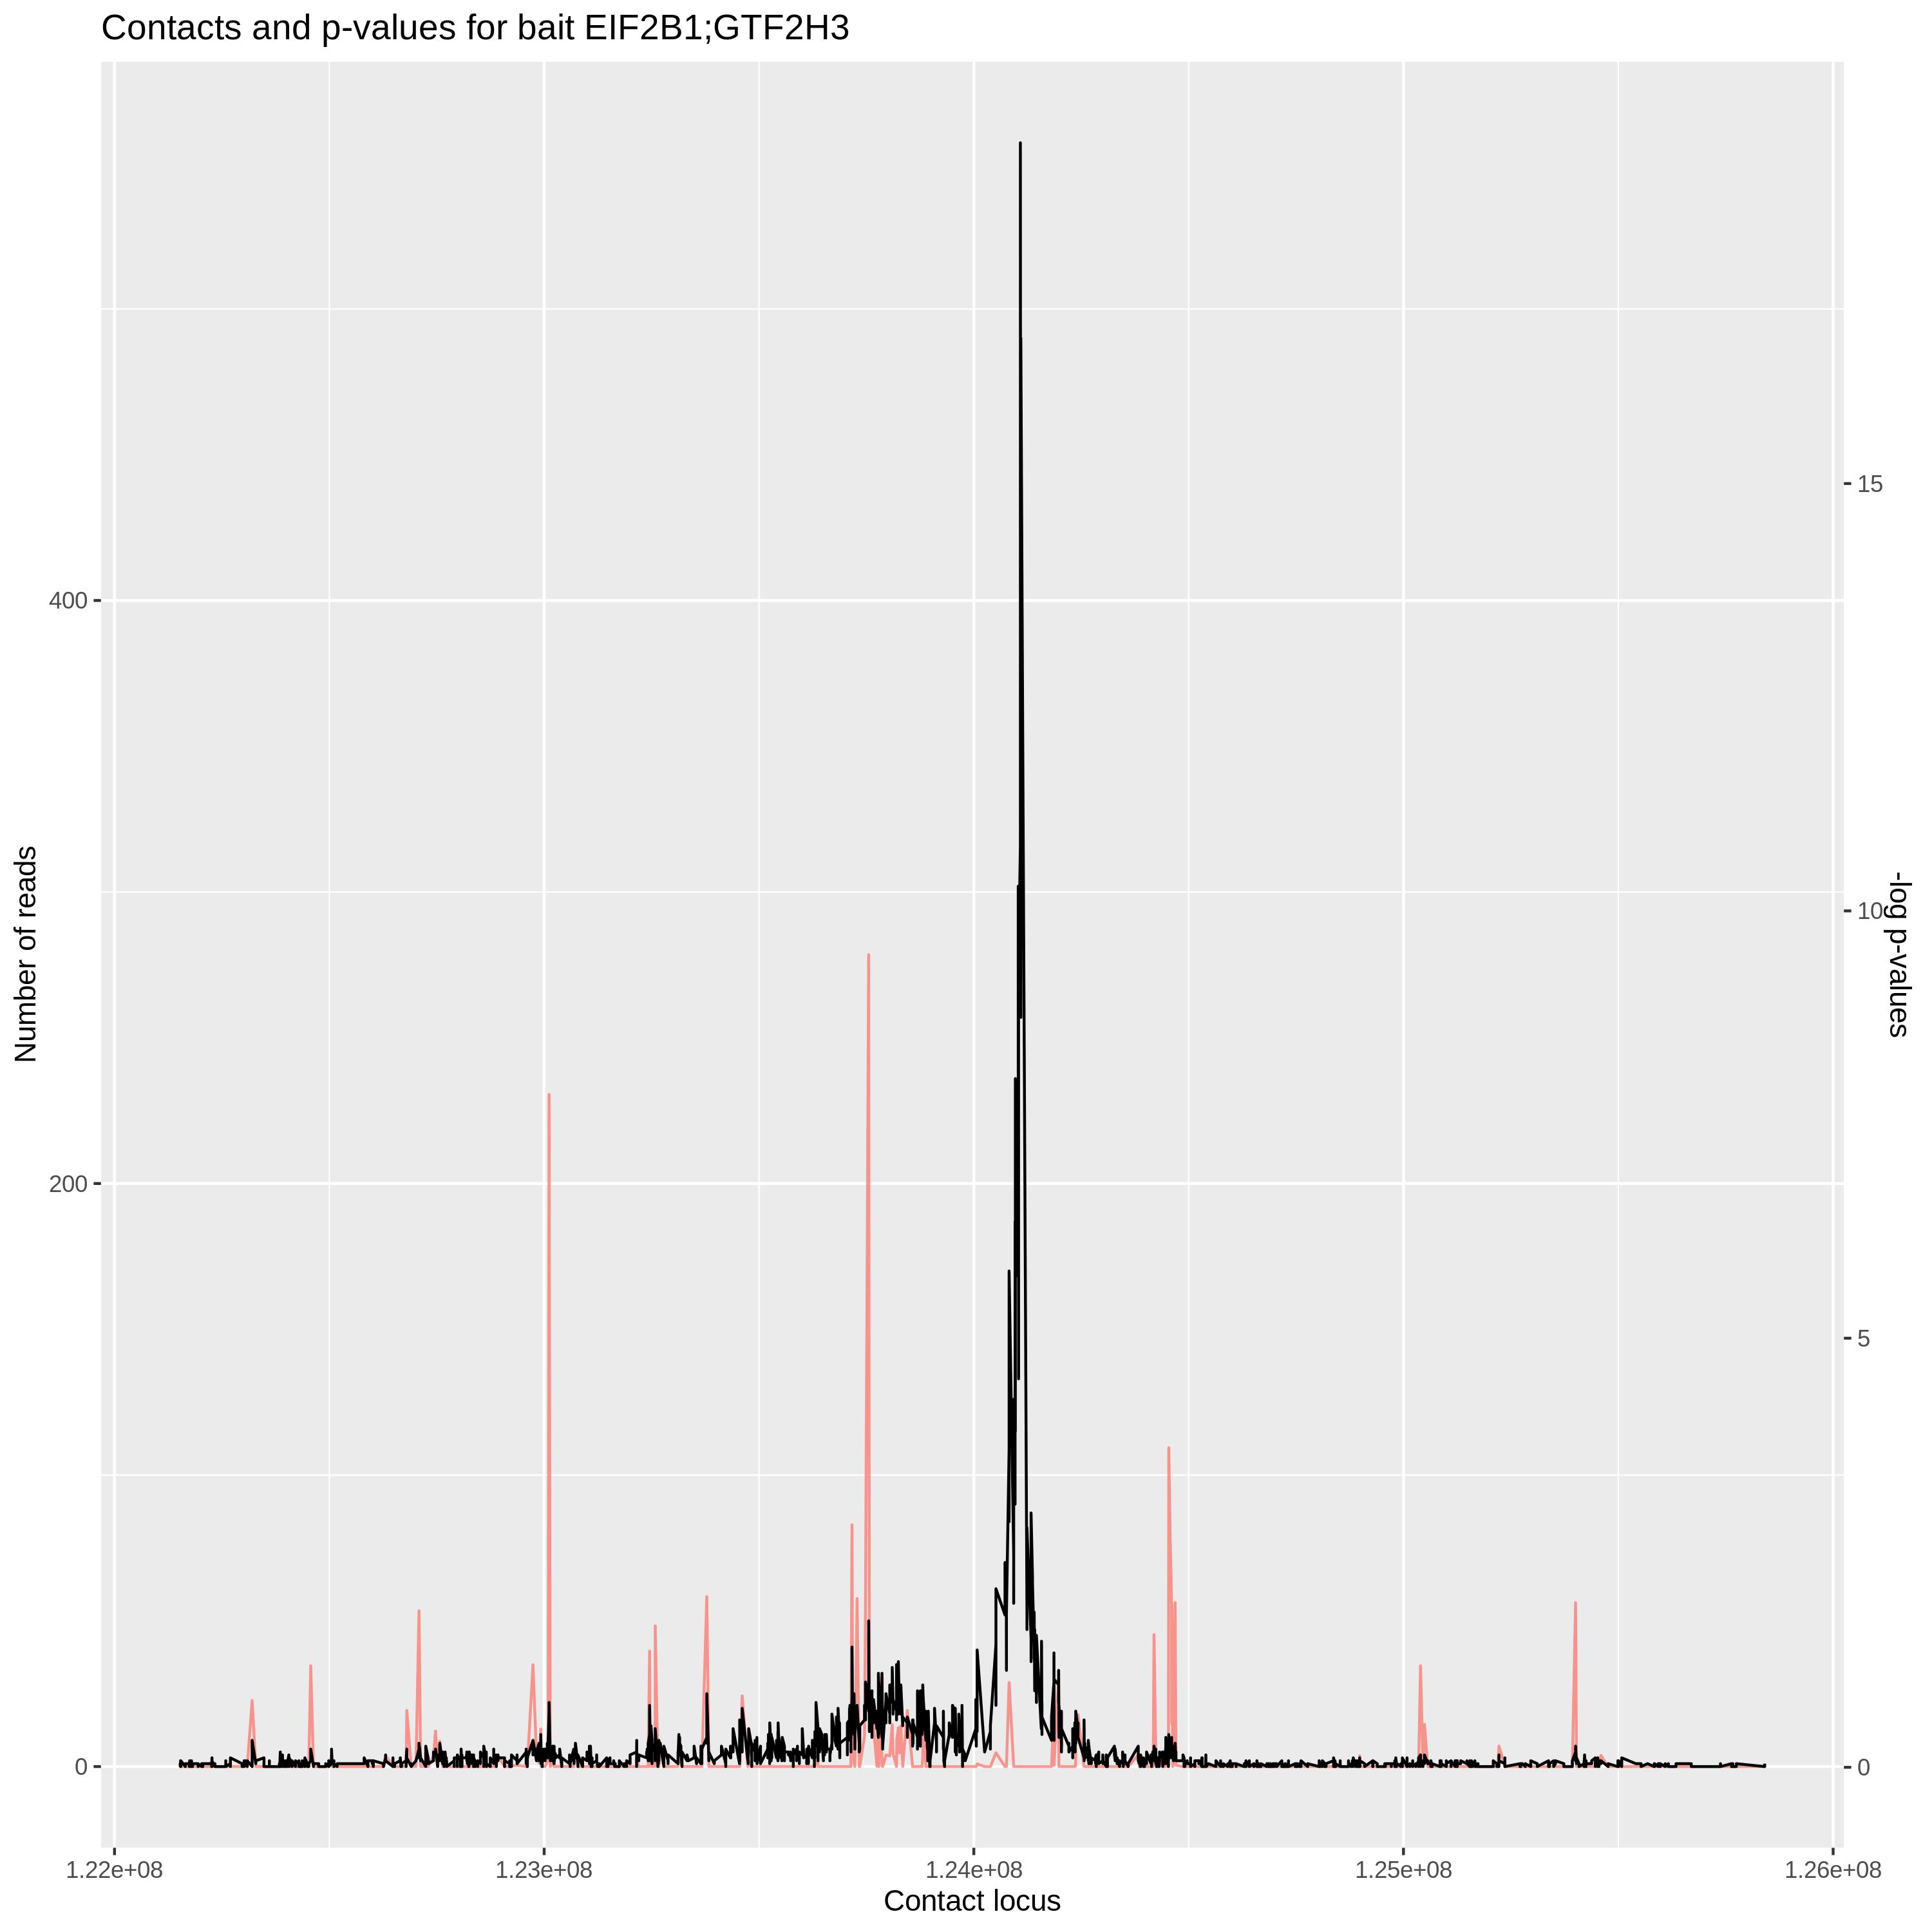 Contacts and p-values for bait EIF2B1;GTF2H3
Number of reads
400
200
0
15
10
5
0
-log p-values
1.22e+08
1.23e+08
1.24e+08
1.25e+08
1.26e+08
Contact locus